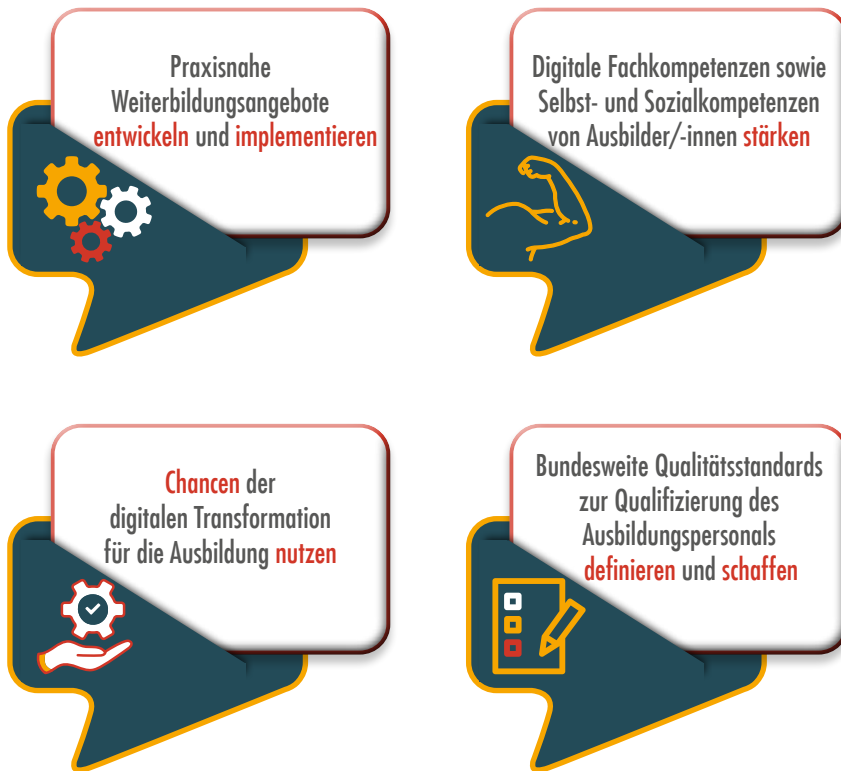 Praxisnahe
Weiterbildungsangebote
entwickeln und implementieren
Digitale Fachkompetenzen sowie
Selbst- und Sozialkompetenzen
von Ausbilder/-innen stärken
Chancen der
digitalen Transformation
für die Ausbildung nutzen
Bundesweite Qualitätsstandards
zur Qualifizierung des
Ausbildungspersonals
definieren und schaffen